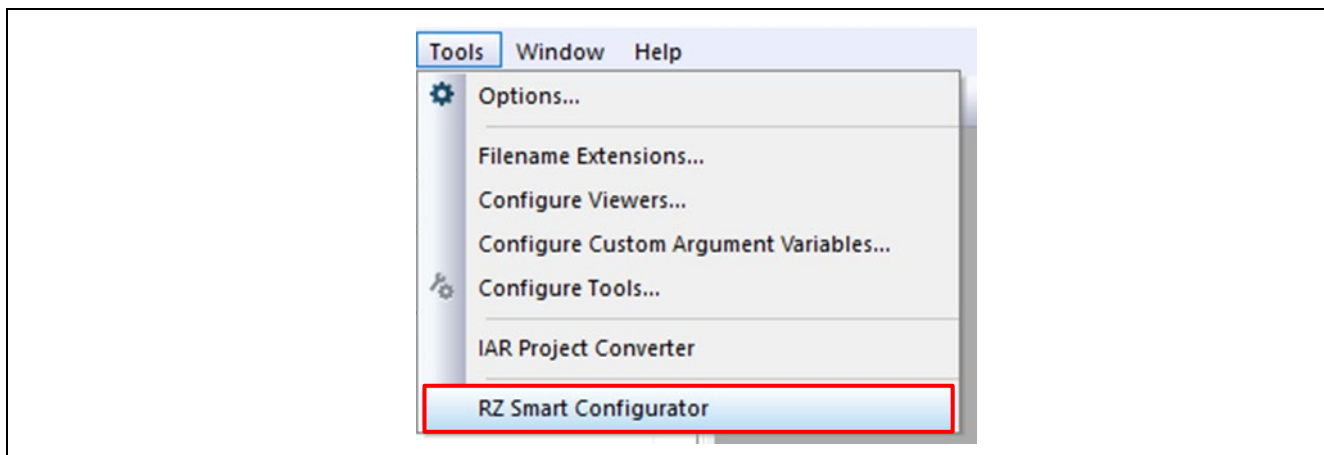 Tools Window Help
Options...
Filename Extensions...
Configure Viewers...
Configure Custom Argument Variables...
Configure Tools...
IAR Project Converter
RZ Smart Configurator